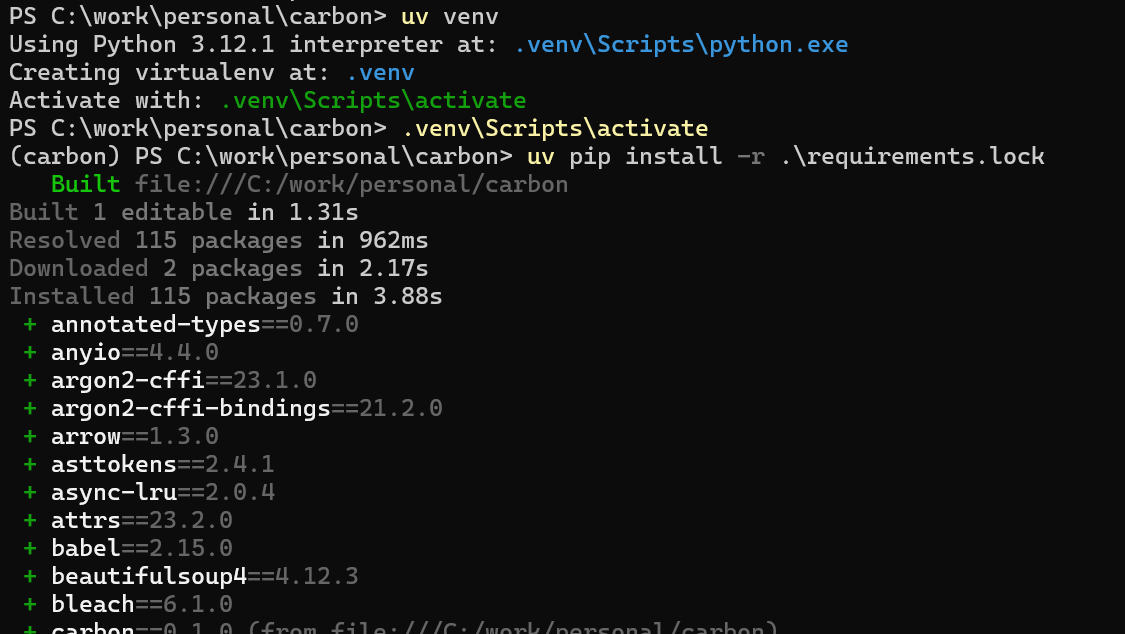 PS C:\work\personal\carbon> uv venv
Using Python 3.12.1 interpreter at: .venv\Scripts\python.exe
Creating virtualenv at: .venv
Activate with: .venv\Scripts\activate
PS C:\work\personal\carbon> .venv\Scripts\activate
(carbon) PS C:\work\personal\carbon> uv pip install -r .\requirements.lock
   Built file:///C:/work/personal/carbon
Built 1 editable in 1.31s
Resolved 115 packages in 962ms
Downloaded 2 packages in 2.17s
Installed 115 packages in 3.88s
 + annotated-types==0.7.0
 + anyio==4.4.0
 + argon2-cffi==23.1.0
 + argon2-cffi-bindings==21.2.0
 + arrow==1.3.0
 + asttokens==2.4.1
 + async-lru==2.0.4
 + attrs==23.2.0
 + babel==2.15.0
 + beautifulsoup4==4.12.3
 + bleach==6.1.0
 + carbon==0.1.0 (from file:///C:/work/personal/carbon)